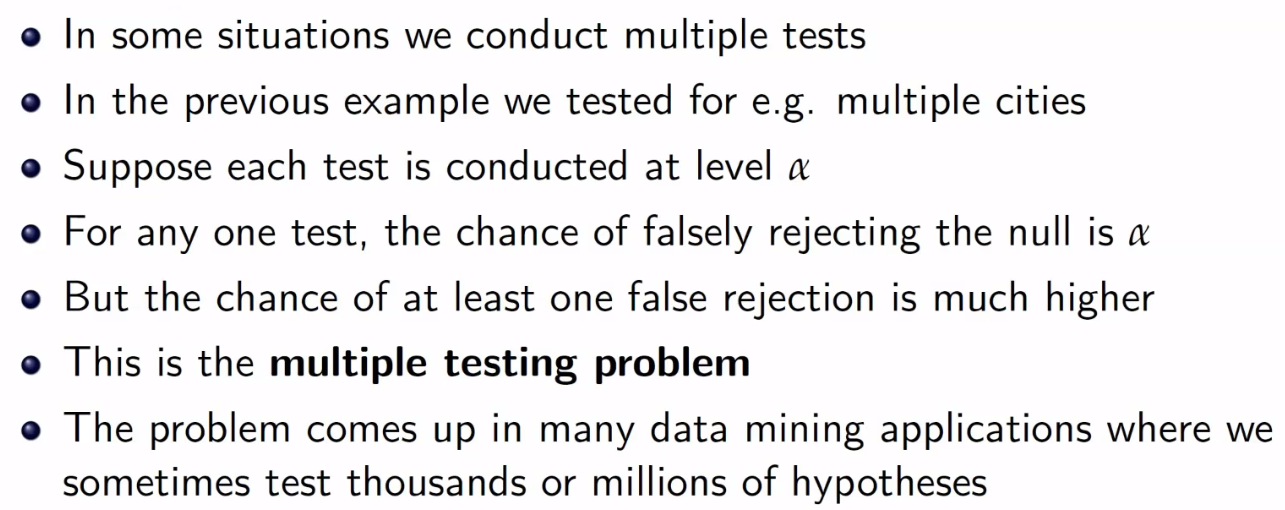 In some situations we conduct multiple tests
In the previous example we tested for e.g. multiple cities
Suppose each test is conducted at level α
For any one test, the chance of falsely rejecting the null is α
But the chance of at least one false rejection is much higher
This is the multiple testing problem
The problem comes up in many data mining applications where we
sometimes test thousands or millions of hypotheses